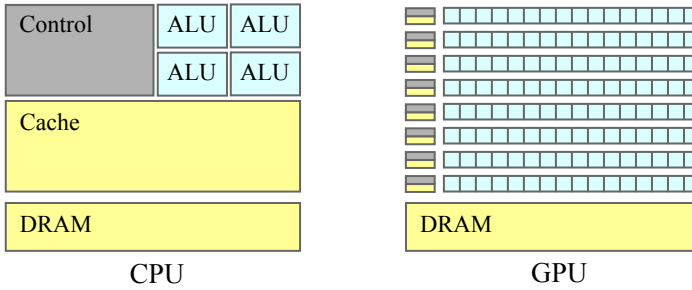 Control
ALU ALU
ALU ALU
Cache
DRAM
CPU
DRAM
GPU